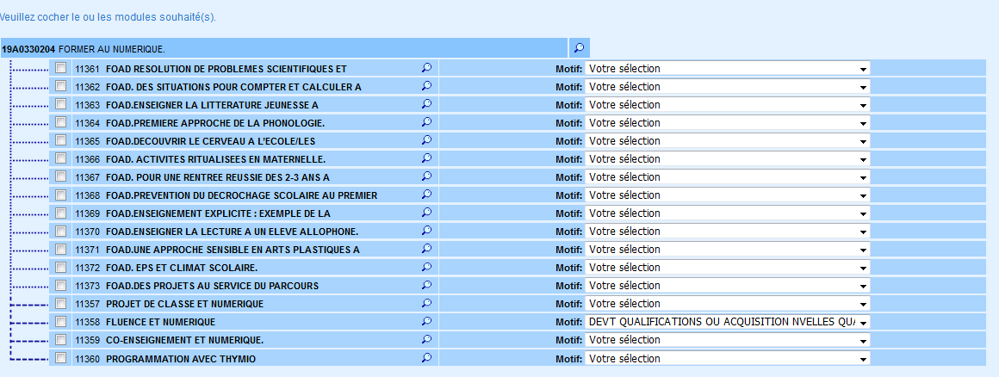 Veuillez cocher le ou les modules souhaité(s).
19A0330204 FORMER AU NUMERIQUE.
11361 FOAD RESOLUTION DE PROBLEMES SCIENTIFIQUES ET Motif: Votre sélection
11362 FOAD. DES SITUATIONS POUR COMPTER ET CALCULER A Motif: Votre sélection
11363 FOAD.ENSEIGNER LA LITTERATURE JEUNESSE A Motif: Votre sélection
11364 FOAD.PREMIERE APPROCHE DE LA PHONOLOGIE. Motif: Votre sélection
11365 FOAD.DECOUVRIR LE CERVEAU A L'ECOLE/LES Motif: Votre sélection
11366 FOAD. ACTIVITES RITUALISEES EN MATERNELLE. Motif: Votre sélection
11367 FOAD. POUR UNE RENTREE REUSSIE DES 2-3 ANS A Motif: Votre sélection
11368 FOAD.PREVENTION DU DECROCHAGE SCOLAIRE AU PREMIER Motif: Votre sélection
11369 FOAD.ENSEIGNEMENT EXPLICITE : EXEMPLE DE LA Motif: Votre sélection
11370 FOAD.ENSEIGNER LA LECTURE A UN ELEVE ALLOPHONE. Motif: Votre sélection
11371 FOAD.UNE APPROCHE SENSIBLE EN ARTS PLASTIQUES A Motif: Votre sélection
11372 FOAD. EPS ET CLIMAT SCOLAIRE. Motif: Votre sélection
11373 FOAD.DES PROJETS AU SERVICE DU PARCOURS Motif: Votre sélection
11357 PROJET DE CLASSE ET NUMERIQUE Motif: Votre sélection
11358 FLUENCE ET NUMERIQUE Motif: DEVT QUALIFICATIONS OU ACQUISITION NVELLES QUA
11359 CO-ENSEIGNEMENT ET NUMERIQUE. Motif: Votre sélection
11360 PROGRAMMATION AVEC THYMIO Motif: Votre sélection